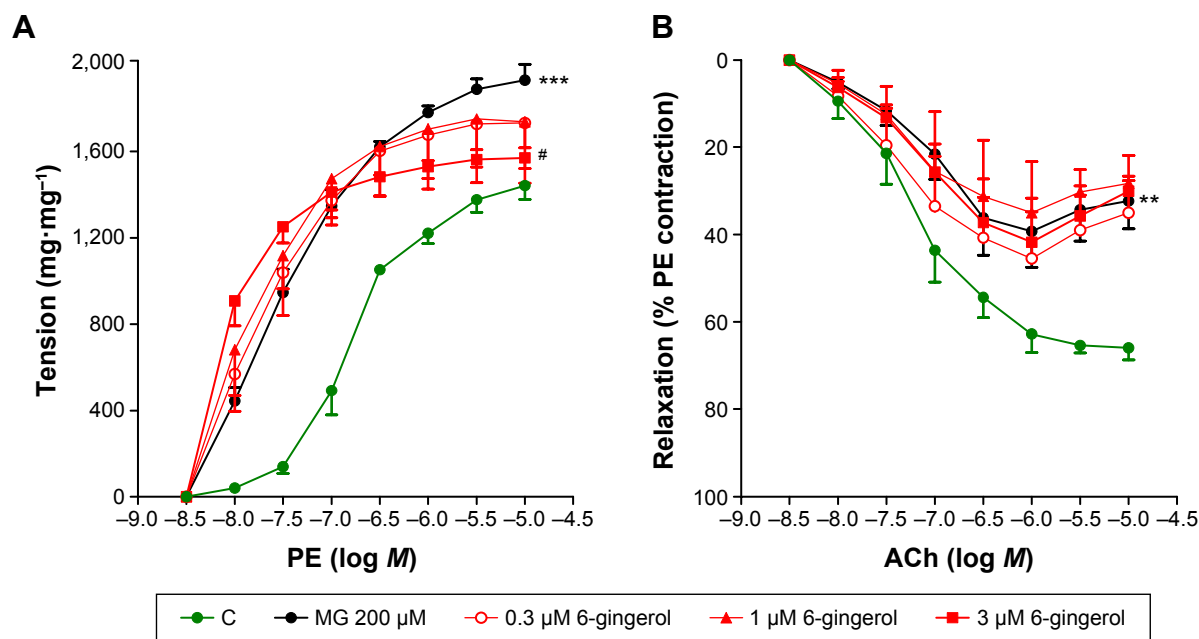 A
2,000
1,600
1,200
800
400
0
Tension (mg·mg⁻¹)
***
#
–9.0 –8.5 –8.0 –7.5 –7.0 –6.5 –6.0 –5.5 –5.0 –4.5
PE (log M)
B
0
20
40
60
80
100
Relaxation (% PE contraction)
**
–9.0 –8.5 –8.0 –7.5 –7.0 –6.5 –6.0 –5.5 –5.0 –4.5
ACh (log M)
C MG 200 µM 0.3 µM 6-gingerol 1 µM 6-gingerol 3 µM 6-gingerol